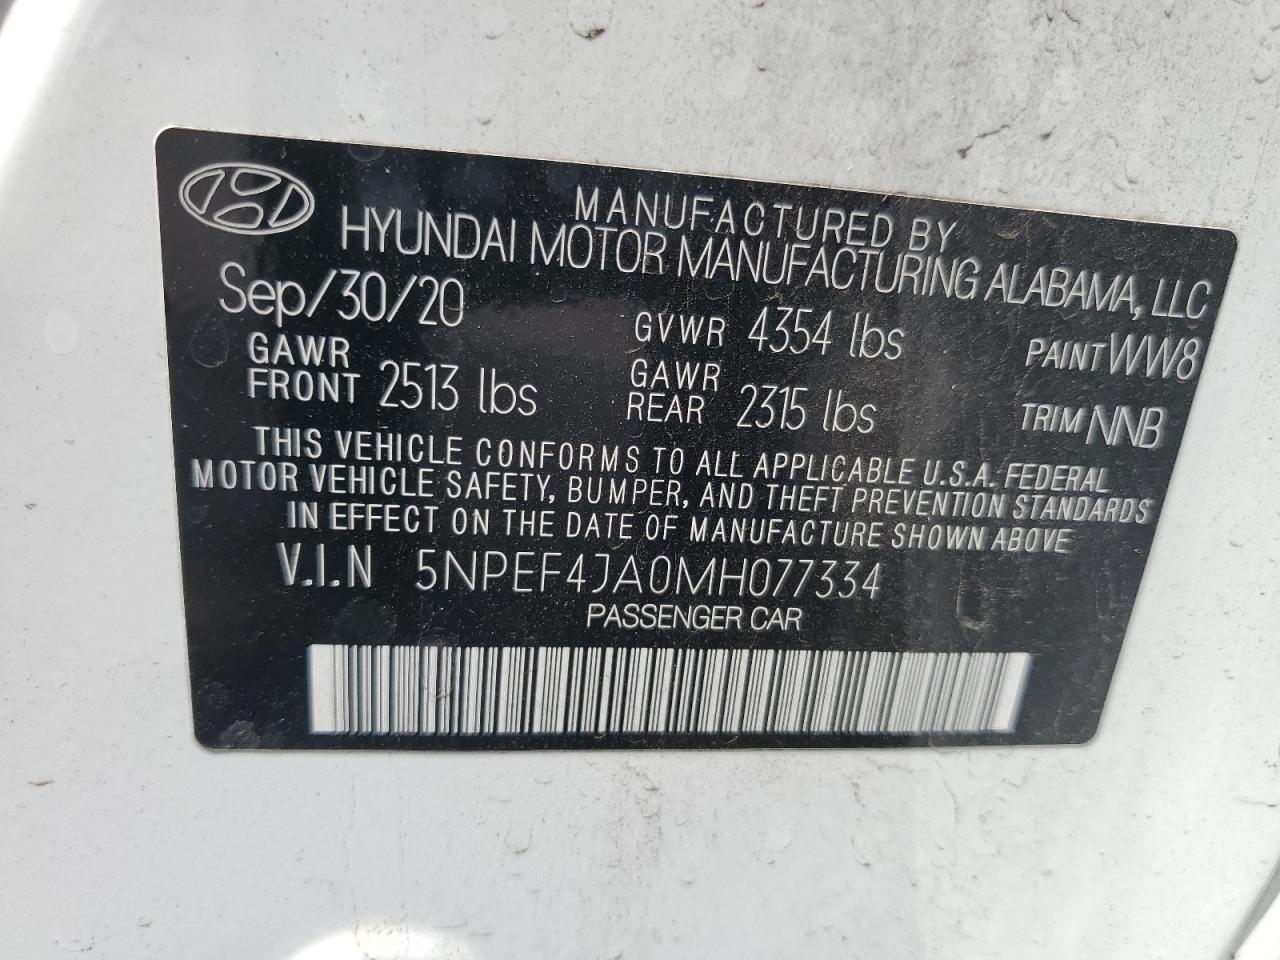 MANUFACTURED BY
HYUNDAI MOTOR MANUFACTURING ALABAMA, LLC
Sep/30/20 GVWR 4354 lbs PAINT WW8
GAWR FRONT 2513 lbs GAWR REAR 2315 lbs TRIM NNB
THIS VEHICLE CONFORMS TO ALL APPLICABLE U.S.A. FEDERAL
MOTOR VEHICLE SAFETY, BUMPER, AND THEFT PREVENTION STANDARDS
IN EFFECT ON THE DATE OF MANUFACTURE SHOWN ABOVE
V.I.N 5NPEF4JA0MH077334
PASSENGER CAR